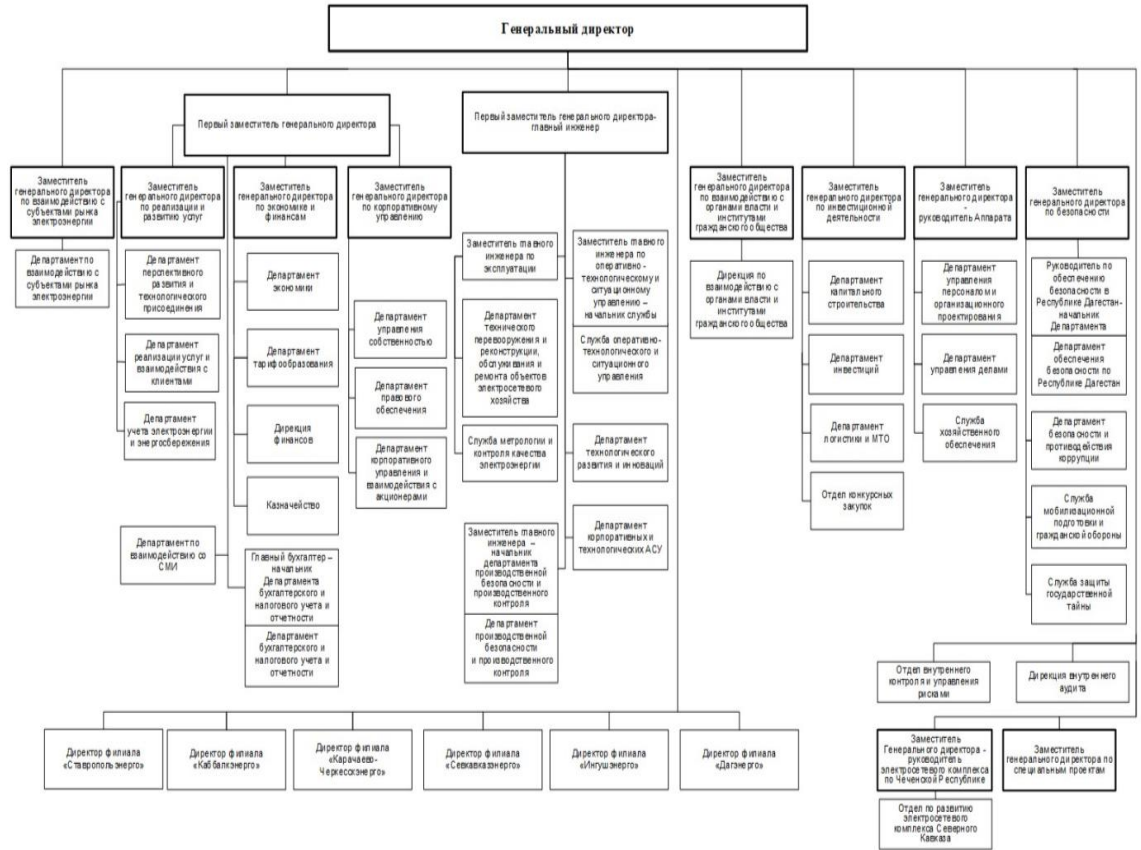 Генеральный директор
Первый заместитель генерального директора
Первый заместитель генерального директора-
главный инженер
Заместитель
генерального директора
по взаимодействию с
субъектами рынка
электроэнергии
Департамент по
взаимодействию с
субъектами рынка
электроэнергии
Заместитель
генерального директора
по реализации и
развитию услуг
Департамент
перспективного
развития и
технологического
присоединения
Департамент
реализации услуг и
взаимодействия с
клиентами
Департамент
учета электроэнергии
и энергосбережения
Департамент по
взаимодействию со
СМИ
Заместитель
генерального директора
по экономике и
финансам
Департамент
экономики
Департамент
тарифообразования
Дирекция
финансов
Казначейство
Главный бухгалтер –
начальник
Департамента
бухгалтерского и
налогового учета и
отчетности
Департамент
бухгалтерского и
налогового учета и
отчетности
Заместитель
генерального директора
по корпоративному
управлению
Департамент
управления
собственностью
Департамент
правового
обеспечения
Департамент
корпоративного
управления и
взаимодействия с
акционерами
Заместитель главного
инженера по
эксплуатации
Департамент
технического
перевооружения и
реконструкции,
обслуживания и
ремонта объектов
электросетевого
хозяйства
Служба метрологии и
контроля качества
электроэнергии
Заместитель главного
инженера –
начальник
департамента
производственной
безопасности и
производственного
контроля
Департамент
производственной
безопасности
и производственного
контроля
Заместитель главного
инженера по
оперативно-
технологическому и
ситуационному
управлению –
начальник службы
Служба оперативно-
технологического и
ситуационного
управления
Департамент
технологического
развития и инноваций
Департамент
корпоративных и
технологических АСУ
Заместитель
генерального директора
по взаимодействию с
органами власти и
институтами
гражданского общества
Дирекция по
взаимодействию с
органами власти и
институтами
гражданского общества
Заместитель
генерального директора
по инвестиционной
деятельности
Департамент
капитального
строительства
Департамент
инвестиций
Департамент
логистики и МТО
Отдел конкурсных
закупок
Заместитель
генерального директора
-
руководитель Аппарата
Департамент
управления
персоналом и
организационного
проектирования
Департамент
управления делами
Служба
хозяйственного
обеспечения
Заместитель
генерального директора
по безопасности
Руководитель по
обеспечению
безопасности в
Республике Дагестан-
начальник
Департамента
Департамент
обеспечения
безопасности по
Республике Дагестан
Департамент
безопасности и
противодействия
коррупции
Служба
мобилизационной
подготовки и
гражданской обороны
Служба защиты
государственной
тайны
Отдел внутреннего
контроля и управления
рисками
Дирекция внутреннего
аудита
Директор филиала
«Ставропольэнерго»
Директор филиала
«Каббалкэнерго»
Директор филиала
«Карачаево-
Черкесскэнерго»
Директор филиала
«Севкавказэнерго»
Директор филиала
«Ингушэнерго»
Директор филиала
«Дагэнерго»
Заместитель
Генерального директора -
руководитель
электросетевого комплекса
по Чеченской Республике
Заместитель
генерального директора по
специальным проектам
Отдел по развитию
электросетевого
комплекса Северного
Кавказа